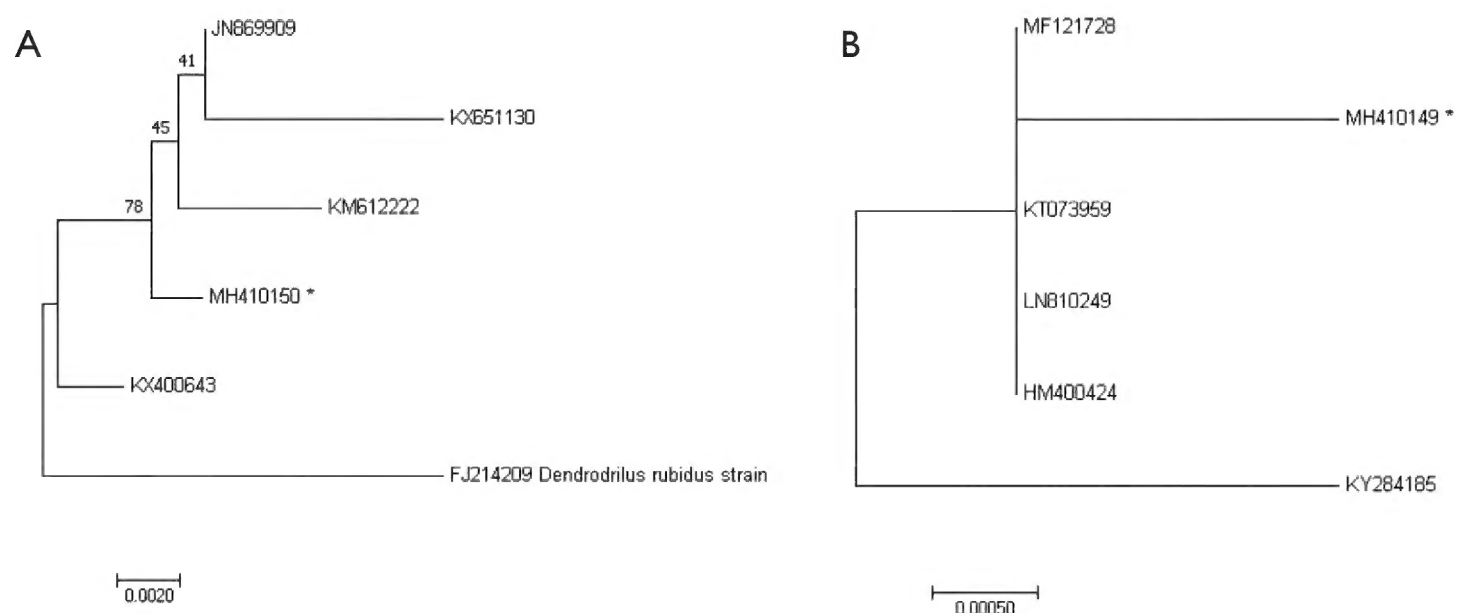 A
JN869909
41
KX651130
45
KM612222
78
MH410150 *
KX400643
FJ214209 Dendrodrilus rubidus strain
0.0020
B
MF121728
MH410149 *
KT073959
LN810249
HM400424
KY284185
0.00050